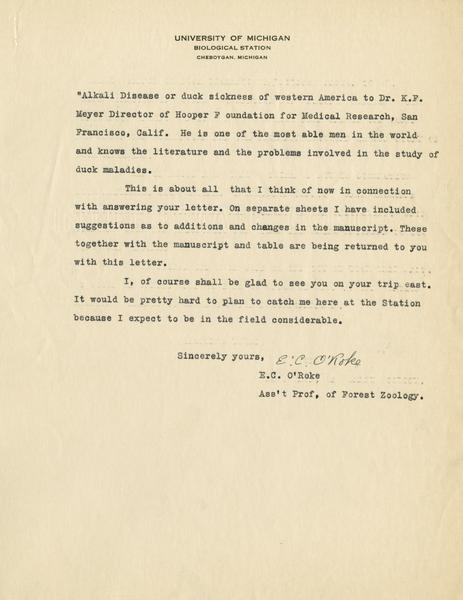 UNIVERSITY OF MICHIGAN
BIOLOGICAL STATION
CHEBOYGAN, MICHIGAN
"Alkali Disease or duck sickness of western America to Dr. K.F.
Meyer Director of Hooper F oundation for Medical Research, San
Francisco, Calif. He is one of the most able men in the world
and knows the literature and the problems involved in the study of
duck maladies.
This is about all that I think of now in connection
with answering your letter. On separate sheets I have included
suggestions as to additions and changes in the manuscript. These
together with the manuscript and table are being returned to you
with this letter.
I, of course shall be glad to see you on your trip east.
It would be pretty hard to plan to catch me here at the Station
because I expect to be in the field considerable.
Sincerely yours, E.C. O'Roke
E.C. O'Roke
Ass't Prof, of Forest Zoology.